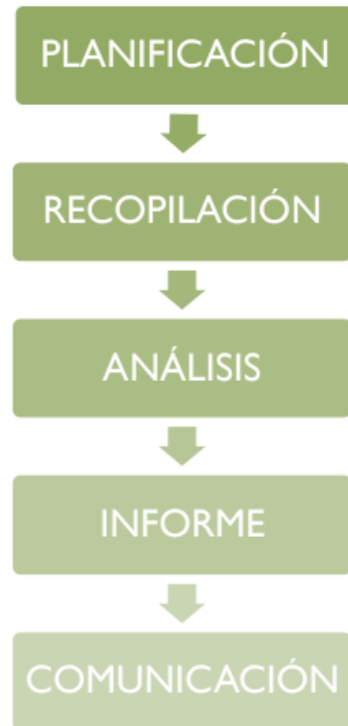 PLANIFICACIÓN
RECOPILACIÓN
ANÁLISIS
INFORME
COMUNICACIÓN